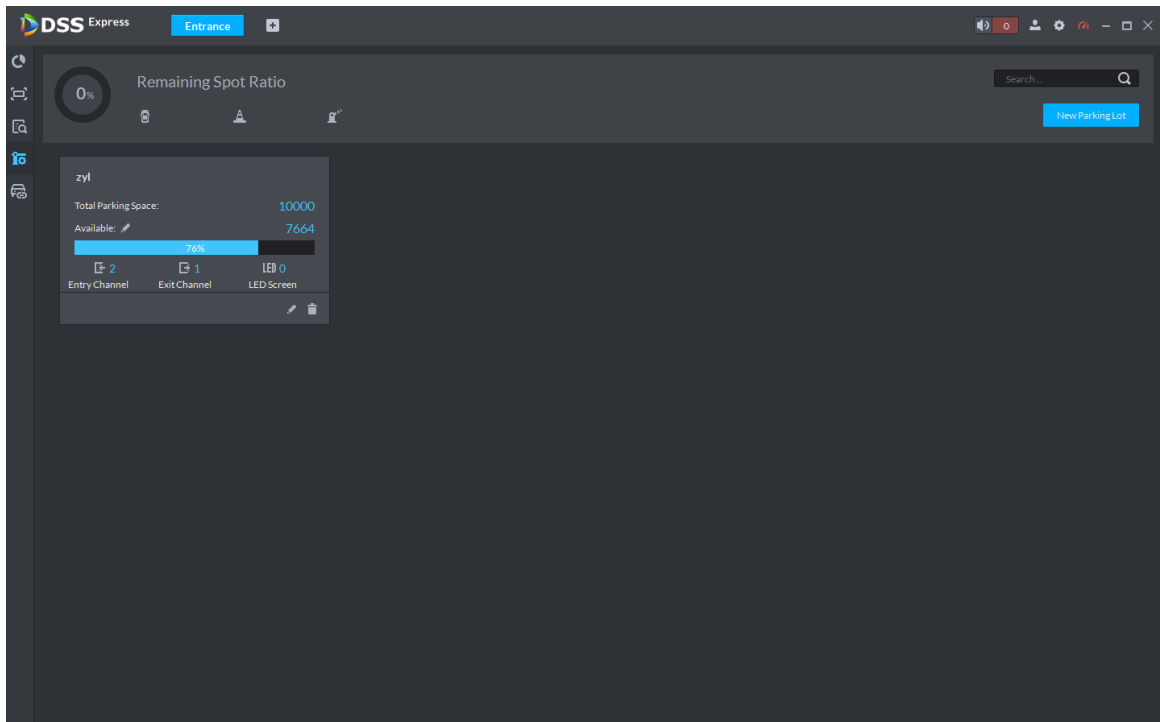 DSS Express
Entrance
0
0%
Remaining Spot Ratio
Search...
New Parking Lot
zyl
Total Parking Space: 10000
Available: 7664
76%
2 1 LED 0
Entry Channel Exit Channel LED Screen